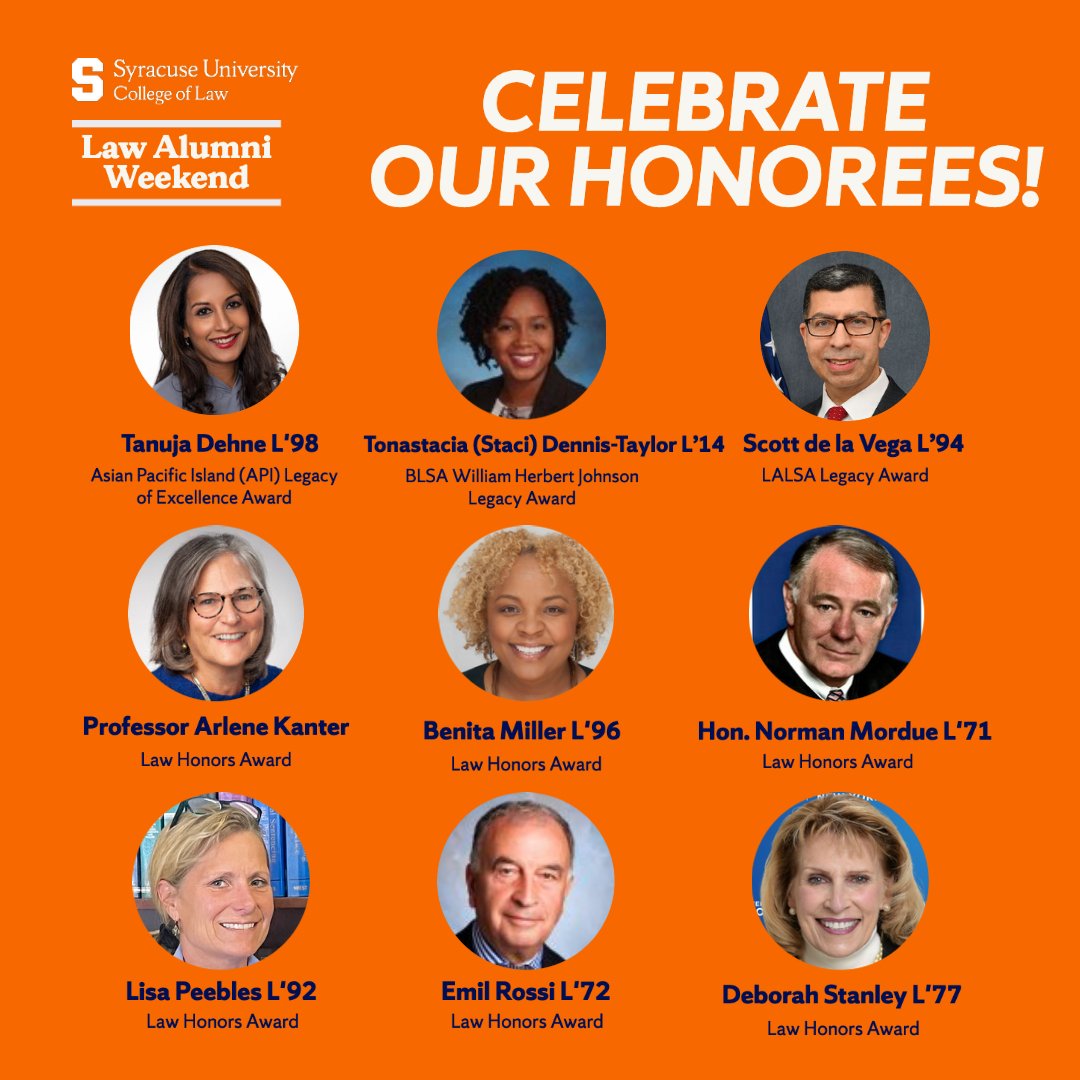 Syracuse University
College of Law
Law Alumni
Weekend
CELEBRATE
OUR HONOREES!
Tanuja Dehne L'98
Asian Pacific Island (API) Legacy
of Excellence Award
Tonastacia (Staci) Dennis-Taylor L’14
BLSA William Herbert Johnson
Legacy Award
Scott de la Vega L’94
LALSA Legacy Award
Professor Arlene Kanter
Law Honors Award
Benita Miller L'96
Law Honors Award
Hon. Norman Mordue L'71
Law Honors Award
Lisa Peebles L'92
Law Honors Award
Emil Rossi L'72
Law Honors Award
Deborah Stanley L'77
Law Honors Award